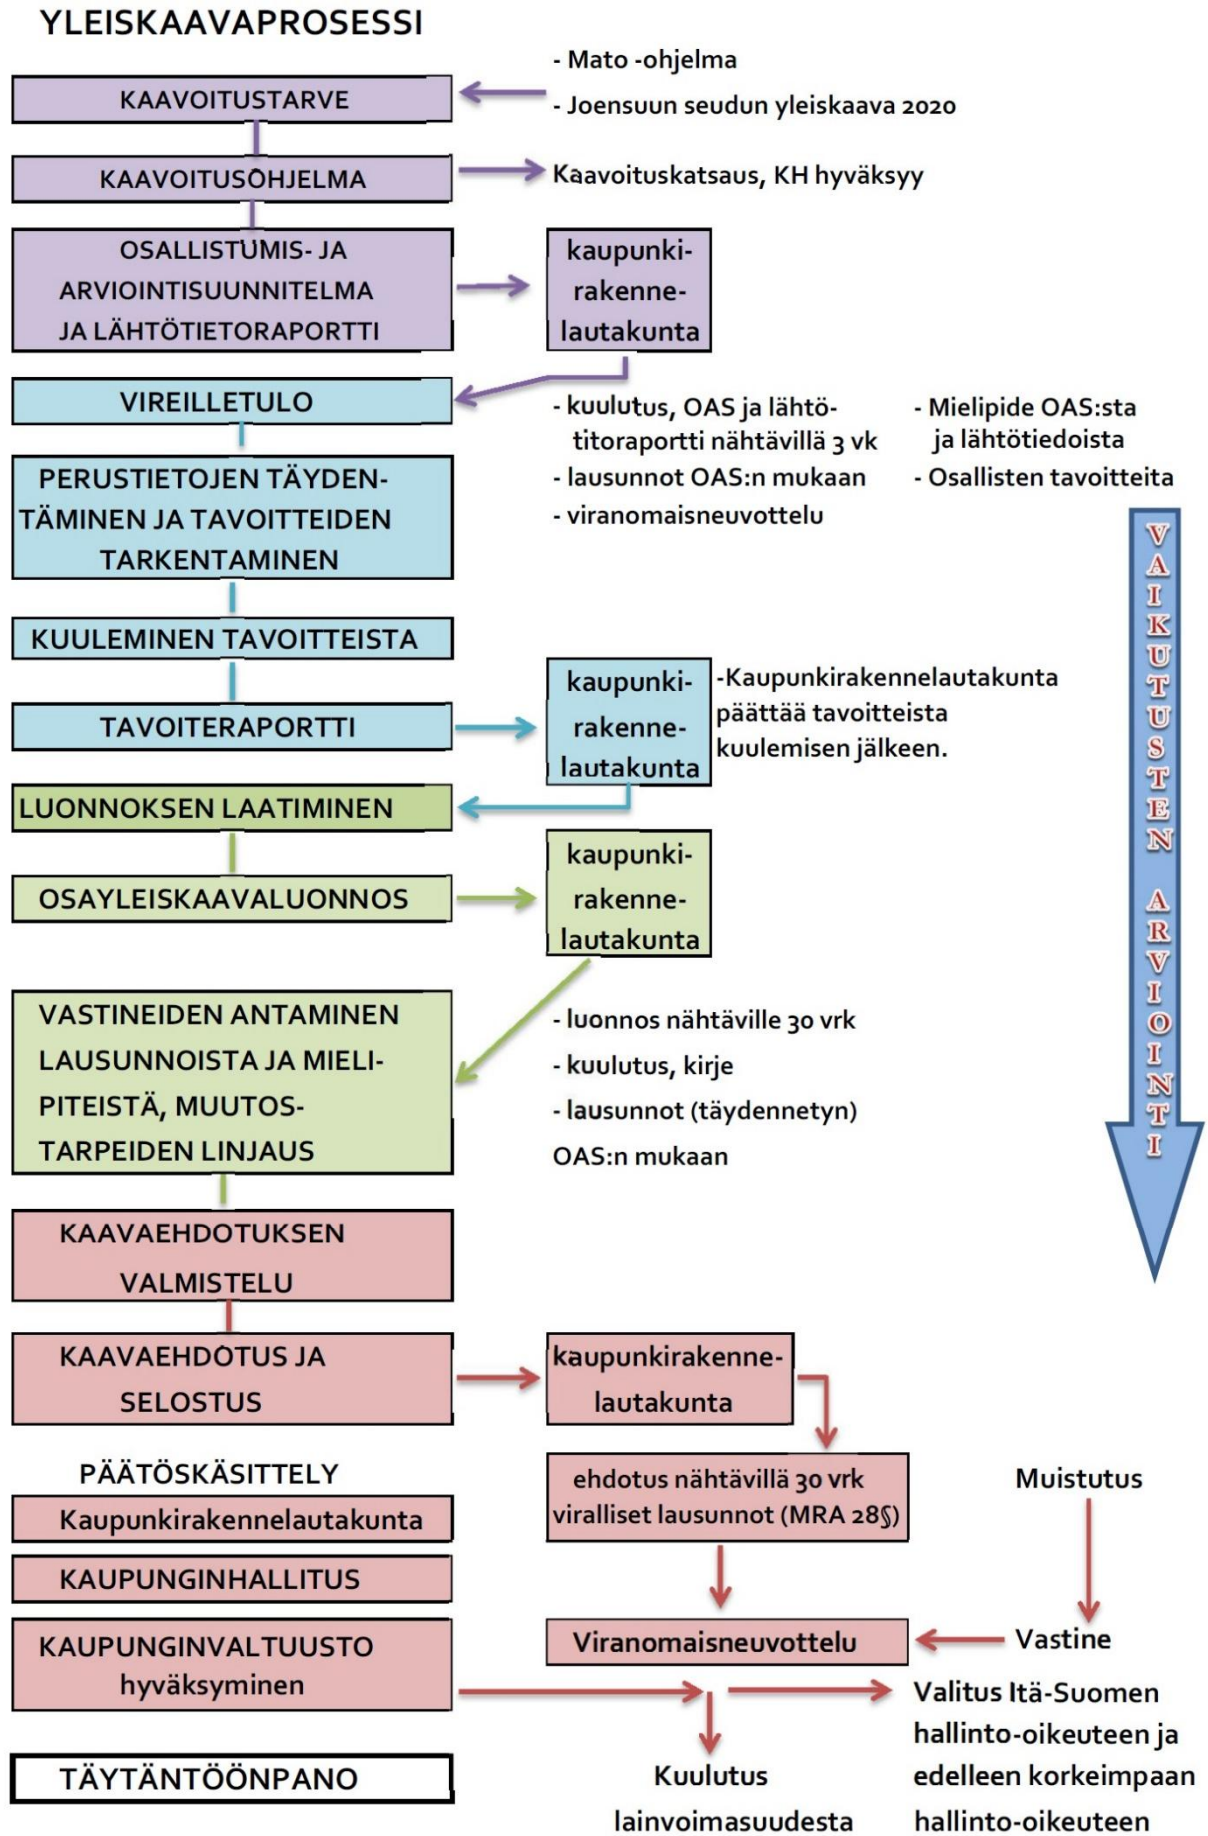 YLEISKAAVAPROSESSI
- Mato -ohjelma
KAAVOITUSTARVE
- Joensuun seudun yleiskaava 2020
KAAVOITUSOHJELMA
Kaavoituskatsaus, KH hyväksyy
OSALLISTUMIS- JA
ARVIOINTISUUNNITELMA
JA LÄHTÖTIETORAPORTTI
kaupunki-
rakenne-
lautakunta
VIREILLETULO
- kuulutus, OAS ja lähtö-
titoraportti nähtävillä 3 vk
- lausunnot OAS:n mukaan
- viranomaisneuvottelu
- Mielipide OAS:sta
ja lähtötiedoista
- Osallisten tavoitteita
PERUSTIETOJEN TÄYDEN-
TÄMINEN JA TAVOITTEIDEN
TARKENTAMINEN
VAIKUTUSTEN ARVIOINTI
KUULEMINEN TAVOITTEISTA
TAVOITERAPORTTI
kaupunki-
rakenne-
lautakunta
-Kaupunkirakennelautakunta
päättää tavoitteista
kuulemisen jälkeen.
LUONNOKSEN LAATIMINEN
OSAYLEISKAAVALUONNOS
kaupunki-
rakenne-
lautakunta
VASTINEIDEN ANTAMINEN
LAUSUNNOISTA JA MIELI-
PITEISTÄ, MUUTOS-
TARPEIDEN LINJAUS
- luonnos nähtäville 30 vrk
- kuulutus, kirje
- lausunnot (täydennetyn)
OAS:n mukaan
KAAVAEHDOTUKSEN
VALMISTELU
KAAVAEHDOTUS JA
SELOSTUS
kaupunkirakenne-
lautakunta
PÄÄTÖSKÄSITTELY
Kaupunkirakennelautakunta
ehdotus nähtävillä 30 vrk
viralliset lausunnot (MRA 28§)
Muistutus
KAUPUNGINHALLITUS
KAUPUNGINVALTUUSTO
hyväksyminen
Viranomaisneuvottelu
Vastine
Valitus Itä-Suomen
hallinto-oikeuteen ja
edelleen korkeimpaan
hallinto-oikeuteen
TÄYTÄNTÖÖNPANO
Kuulutus
lainvoimasuudesta